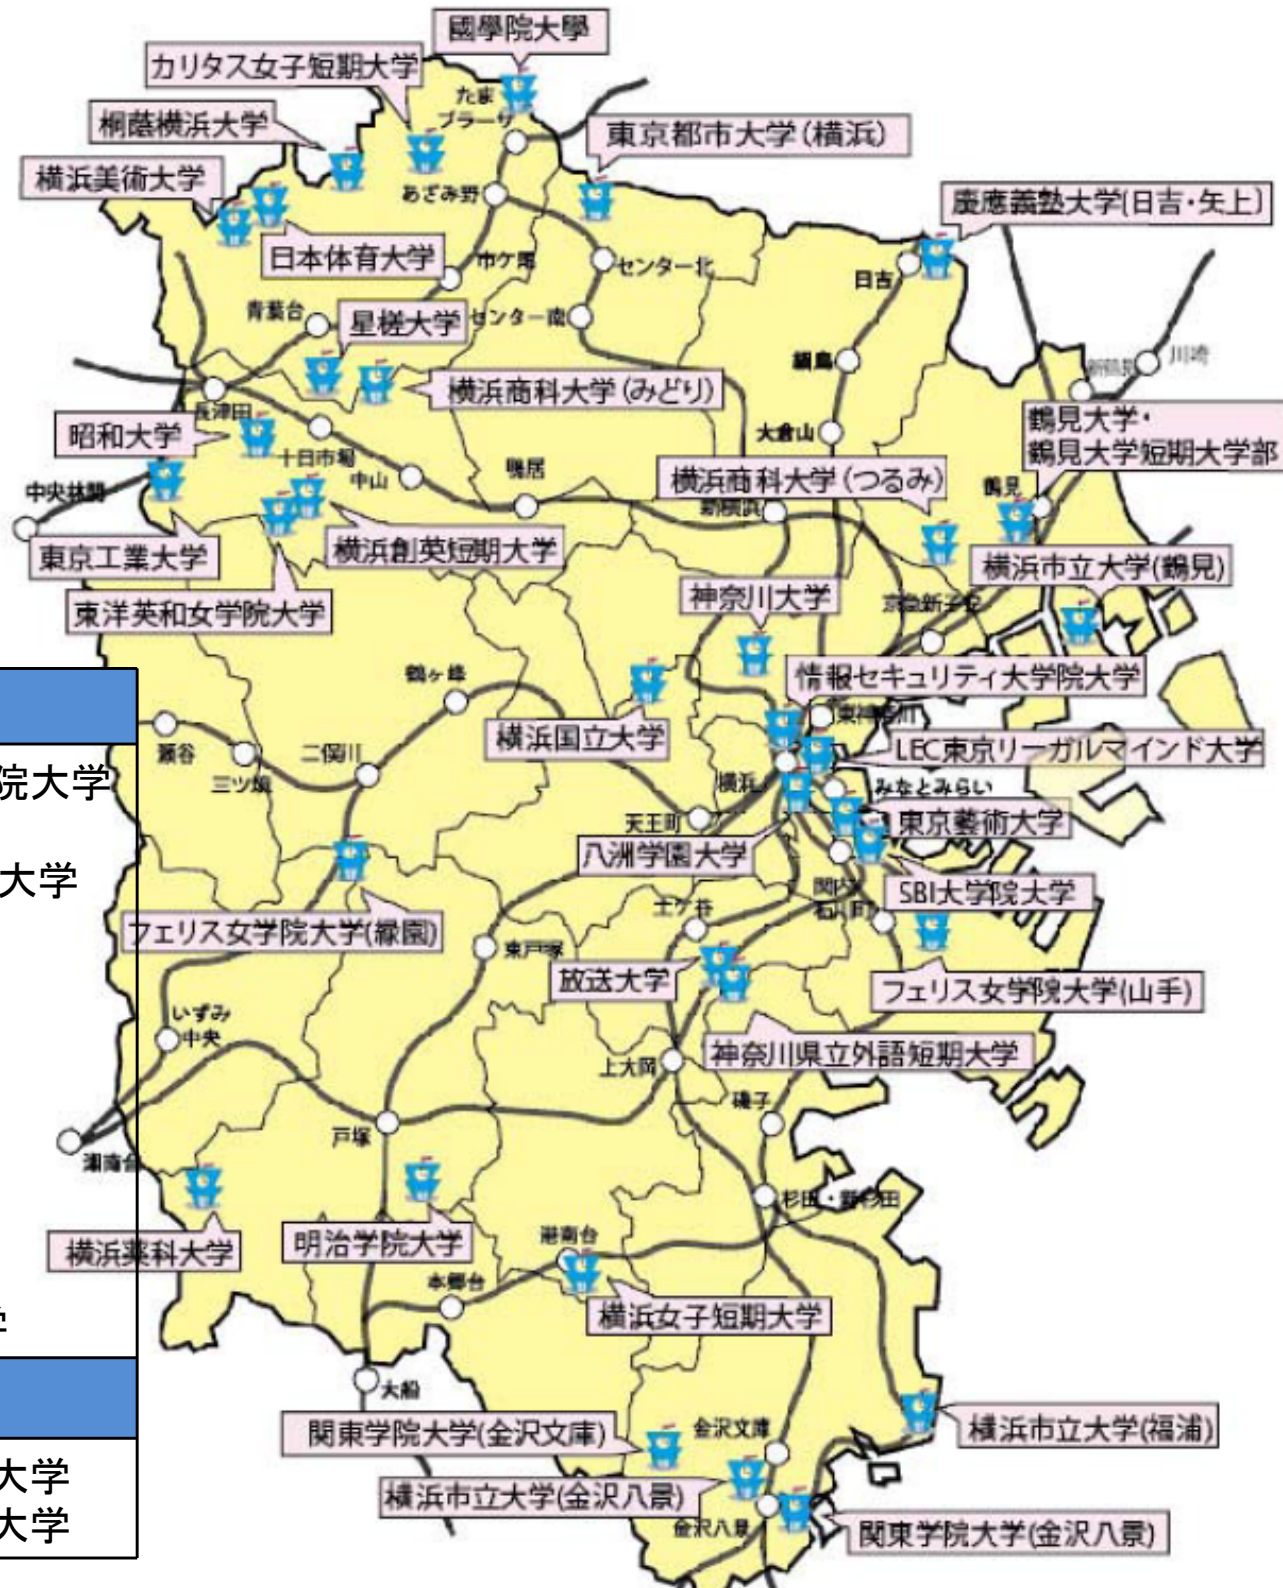 國學院大學
カリタス女子短期大学
たま
プラーザ
桐蔭横浜大学
東京都市大学(横浜)
横浜美術大学
あざみ野
慶應義塾大学(日吉・矢上)
日本体育大学
市ケ尾
センター北
日吉
青葉台
星槎大学
センター南
綱島
新鶴見
川崎
横浜商科大学(みどり)
長津田
昭和大学
大倉山
鶴見大学・
鶴見大学短期大学部
十日市場
中山
鴨居
横浜商科大学(つるみ)
鶴見
中央林間
新横浜
東京工業大学
横浜創英短期大学
横浜市立大学(鶴見)
東洋英和女学院大学
神奈川大学
京急新子安
鶴ヶ峰
情報セキュリティ大学院大学
東神奈川
横浜国立大学
瀬谷
三ツ境
二俣川
LEC東京リーガルマインド大学
院大学
横浜
みなとみらい
天王町
東京藝術大学
八洲学園大学
大学
関内
石川町
SBI大学院大学
フェリス女学院大学(緑園)
東戸塚
放送大学
フェリス女学院大学(山手)
いずみ
中央
神奈川県立外語短期大学
上大岡
磯子
戸塚
湘南台
杉田・新杉田
横浜薬科大学
明治学院大学
港南台
本郷台
横浜女子短期大学
大船
関東学院大学(金沢文庫)
金沢文庫
横浜市立大学(福浦)
大学
横浜市立大学(金沢八景)
大学
金沢八景
関東学院大学(金沢八景)